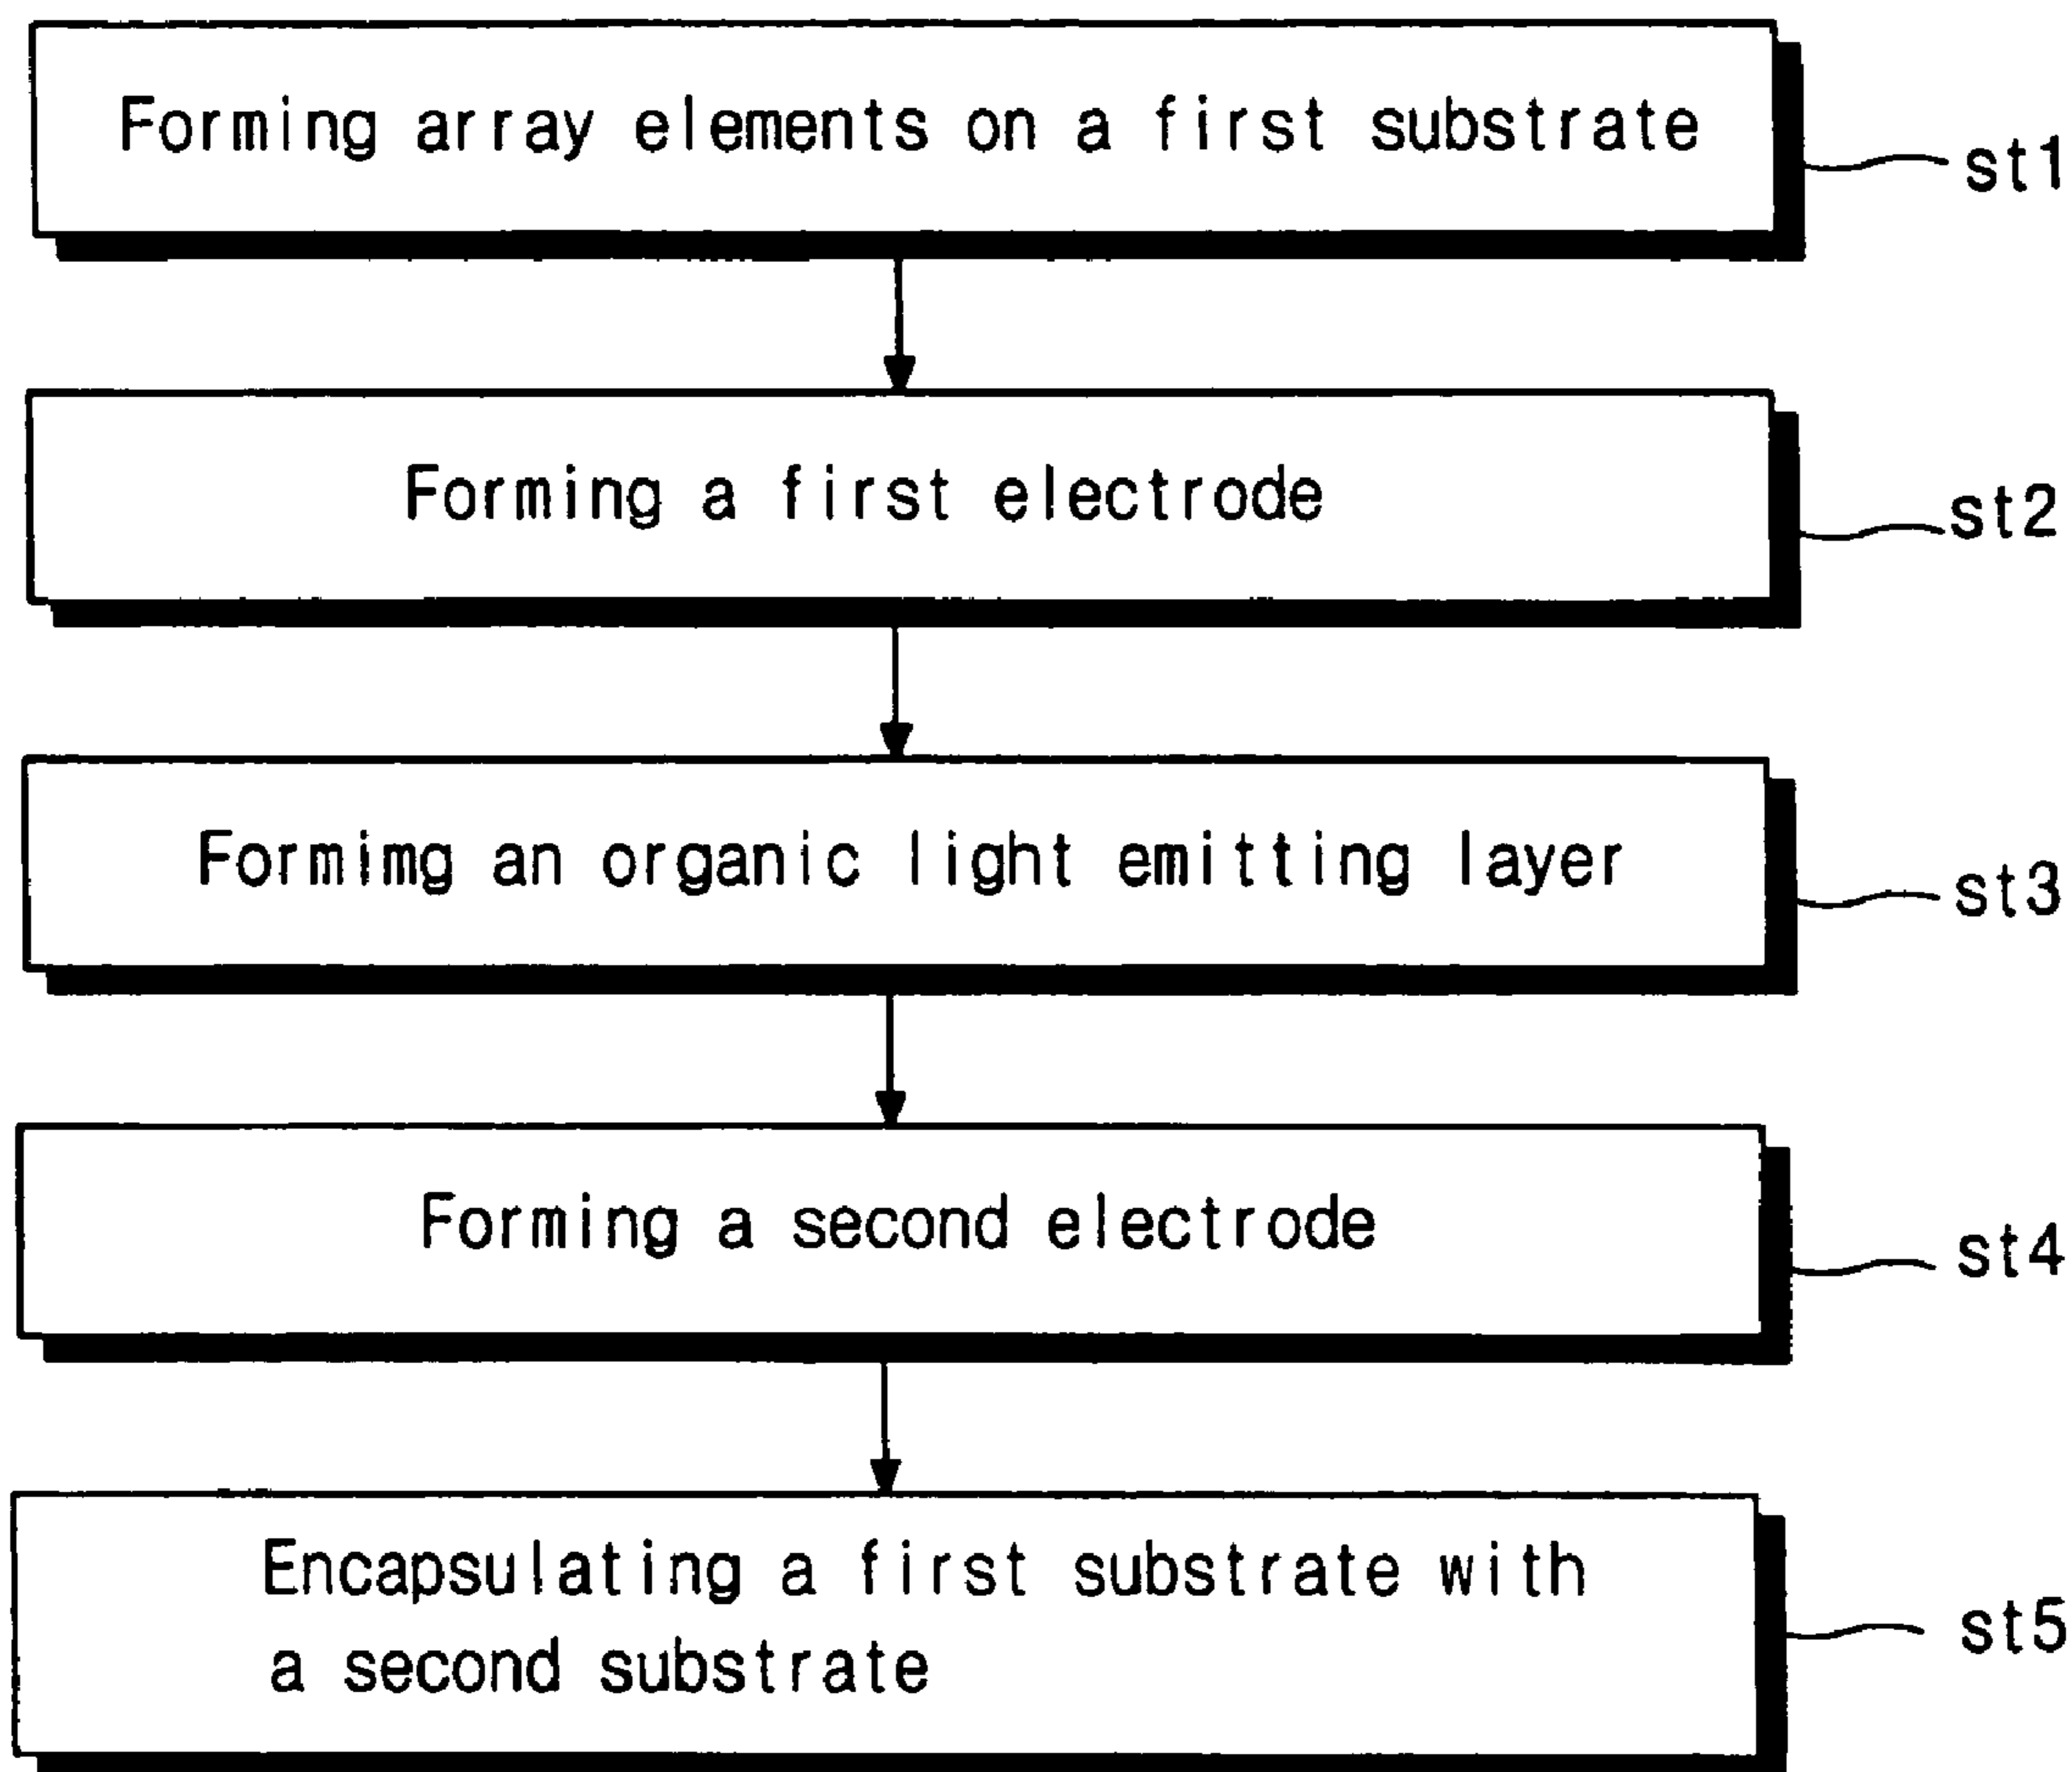 Forming array elements on a first substrate
st1
Forming a first electrode
st2
Formimg an organic light emitting layer
st3
Forming a second electrode
st4
Encapsulating a first substrate with
a second substrate
st5